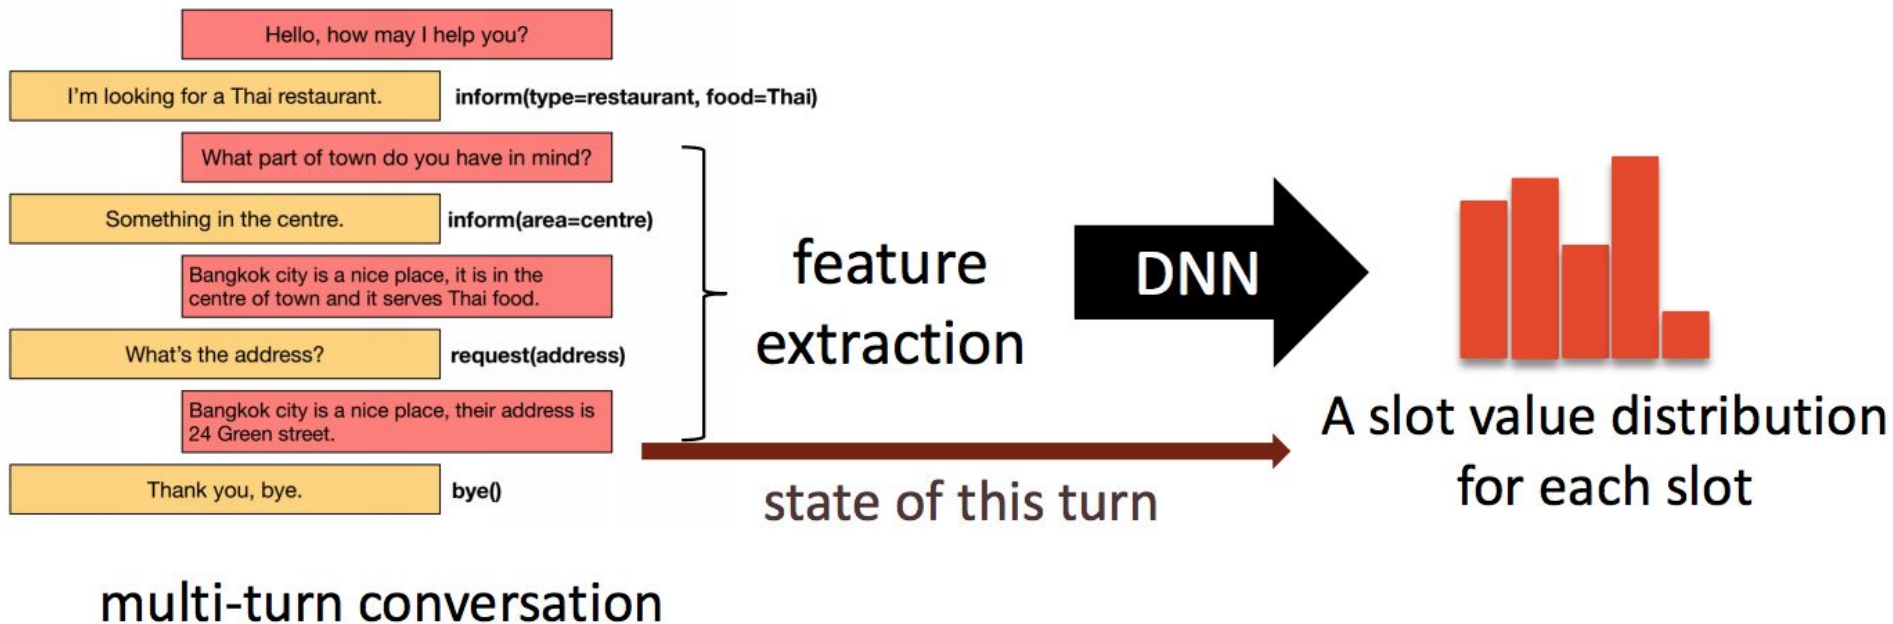 Hello, how may I help you?
I'm looking for a Thai restaurant.
inform(type=restaurant, food=Thai)
What part of town do you have in mind?
Something in the centre.
inform(area=centre)
Bangkok city is a nice place, it is in the
centre of town and it serves Thai food.
What's the address?
request(address)
Bangkok city is a nice place, their address is
24 Green street.
Thank you, bye.
bye()
multi-turn conversation
feature
extraction
DNN
state of this turn
A slot value distribution
for each slot